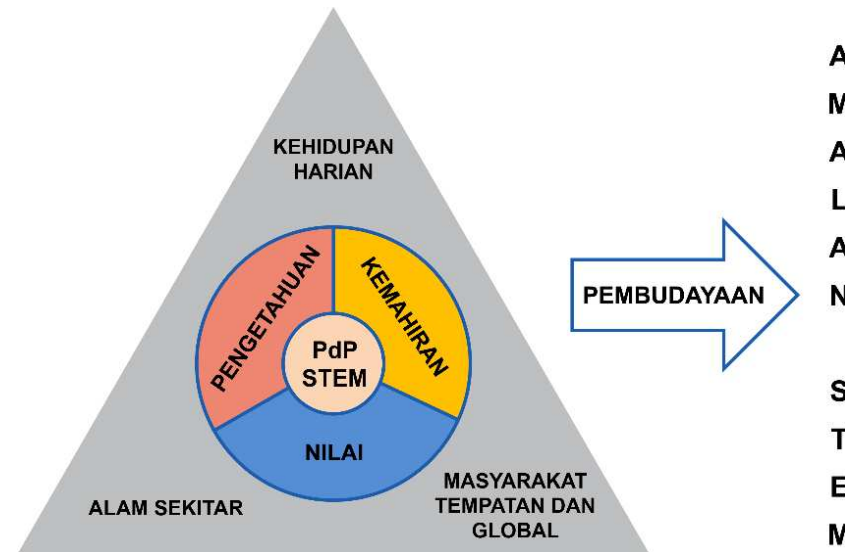 KEHIDUPAN
HARIAN
PENGETAHUAN
KEMAHIRAN
PdP
STEM
NILAI
ALAM SEKITAR
MASYARAKAT
TEMPATAN DAN
GLOBAL
PEMBUDAYAAN
A
M
A
L
A
N
S
T
E
M